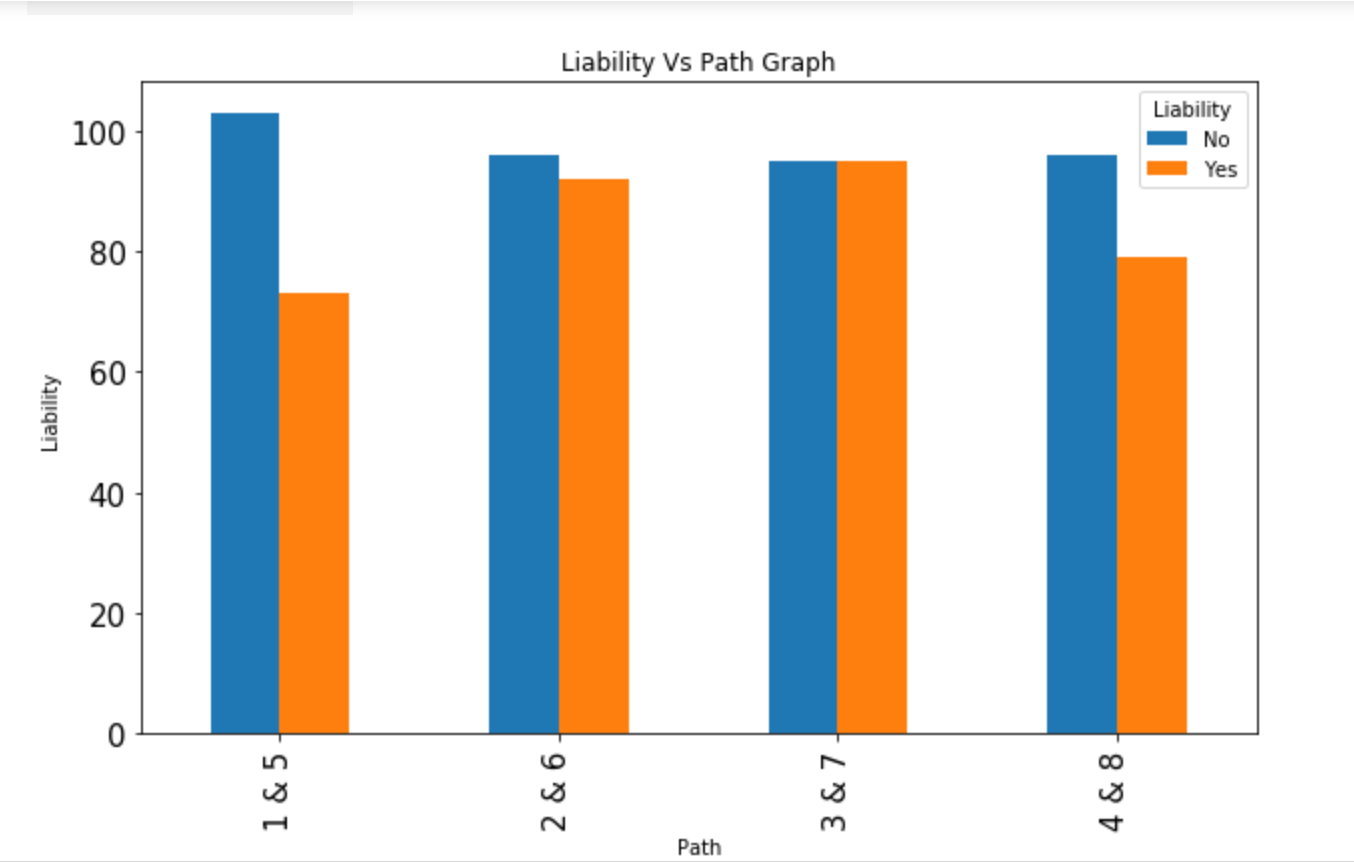 Liability Vs Path Graph
Liability
No
Yes
100
80
60
40
20
0
Liability
1 & 5
2 & 6
3 & 7
4 & 8
Path